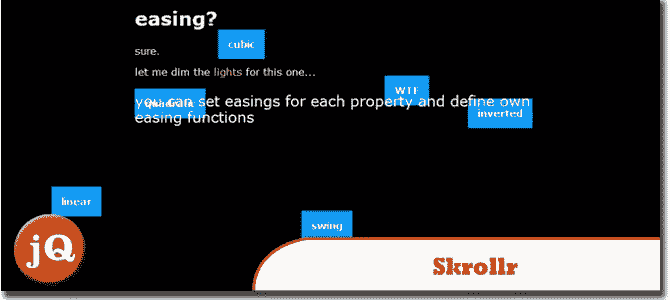 easing?
cubic
sure.
let me dim the lights for this one...
WTF
quadratic
you can set easings for each property and define own
inverted
easing functions
linear
swing
jQ
Skrollr